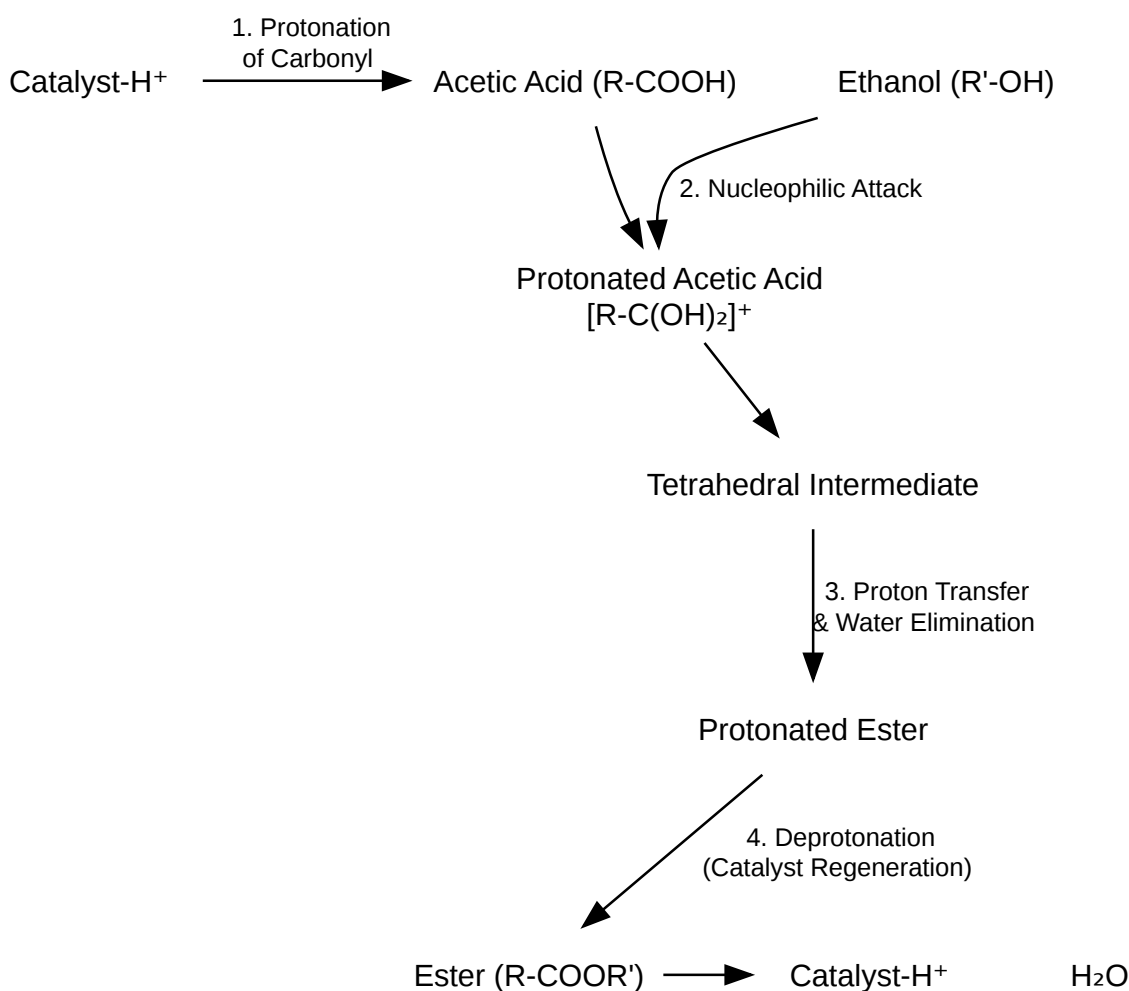 1. Protonation
of Carbonyl
Catalyst-H⁺
Acetic Acid (R-COOH)
Ethanol (R'-OH)
2. Nucleophilic Attack
Protonated Acetic Acid
[R-C(OH)₂]⁺
Tetrahedral Intermediate
3. Proton Transfer
& Water Elimination
Protonated Ester
4. Deprotonation
(Catalyst Regeneration)
Ester (R-COOR')
Catalyst-H⁺
H₂O